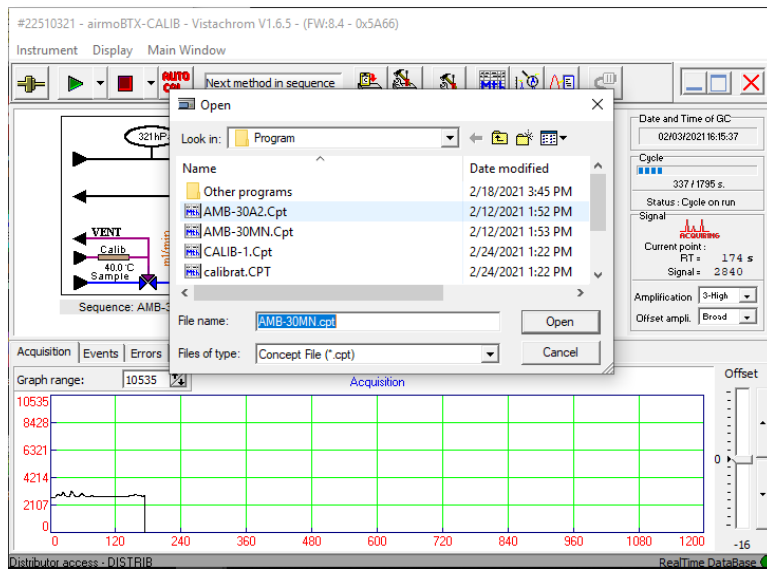 #22510321 - airmoBTX-CALIB - Vistachrom V1.6.5 - (FW:8.4 - 0x5A66)
Instrument Display Main Window
AUTO
CAL
Next method in sequence
Mth
AE
Open
Look in: Program
Name Date modified
Other programs 2/18/2021 3:45 PM
AMB-30A2.Cpt 2/12/2021 1:52 PM
AMB-30MN.Cpt 2/12/2021 1:53 PM
CALIB-1.Cpt 2/24/2021 1:22 PM
calibrat.CPT 2/24/2021 1:22 PM
File name: AMB-30MN.cpt Open
Files of type: Concept File (*.cpt) Cancel
321 hP
VENT
Calib
40.0°C
Sample
ml/min
Sequence: AMB-3
Date and Time of GC
02/03/2021 16:15:37
Cycle
337 / 1795 s.
Status : Cycle on run
Signal
ACQUIRING
Current point :
RT = 174 s
Signal = 2840
Amplification 3-High
Offset ampli. Broad
Acquisition Events Errors
Graph range: 10535
Acquisition
Offset
10535
8428
6321
4214
2107
0
0 120 240 360 480 600 720 840 960 1080 1200
0
-16
Distributor access - DISTRIB RealTime DataBase